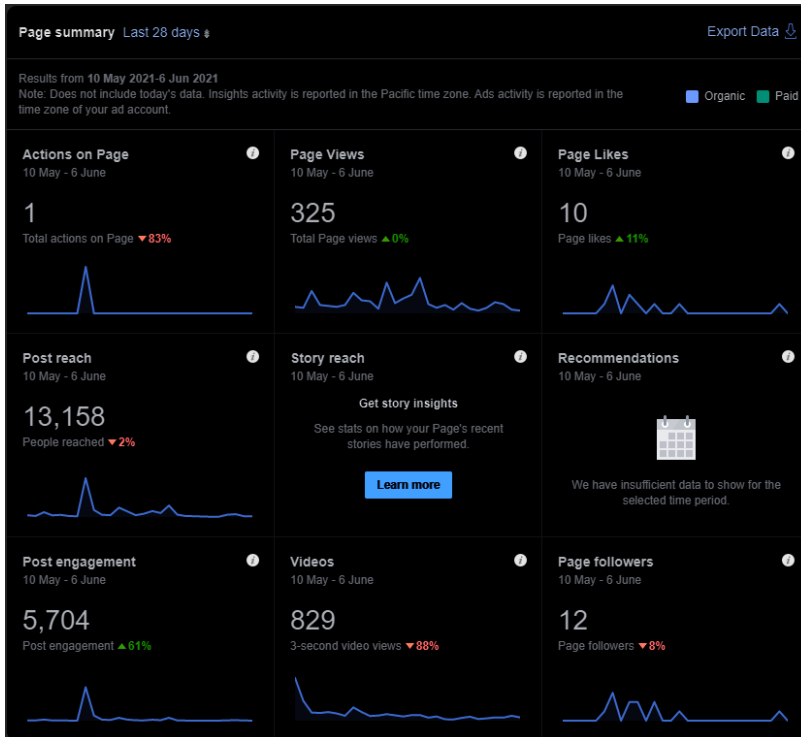 Page summary Last 28 days
Export Data
Results from 10 May 2021-6 Jun 2021
Note: Does not include today's data. Insights activity is reported in the Pacific time zone. Ads activity is reported in the
time zone of your ad account.
Organic Paid
Actions on Page
10 May - 6 June
1
Total actions on Page ▼83%
Page Views
10 May - 6 June
325
Total Page views ▲0%
Page Likes
10 May - 6 June
10
Page likes ▲11%
Post reach
10 May - 6 June
13,158
People reached ▼2%
Story reach
10 May - 6 June
Get story insights
See stats on how your Page's recent
stories have performed.
Learn more
Recommendations
10 May - 6 June
We have insufficient data to show for the
selected time period.
Post engagement
10 May - 6 June
5,704
Post engagement ▲61%
Videos
10 May - 6 June
829
3-second video views ▼88%
Page followers
10 May - 6 June
12
Page followers ▼8%